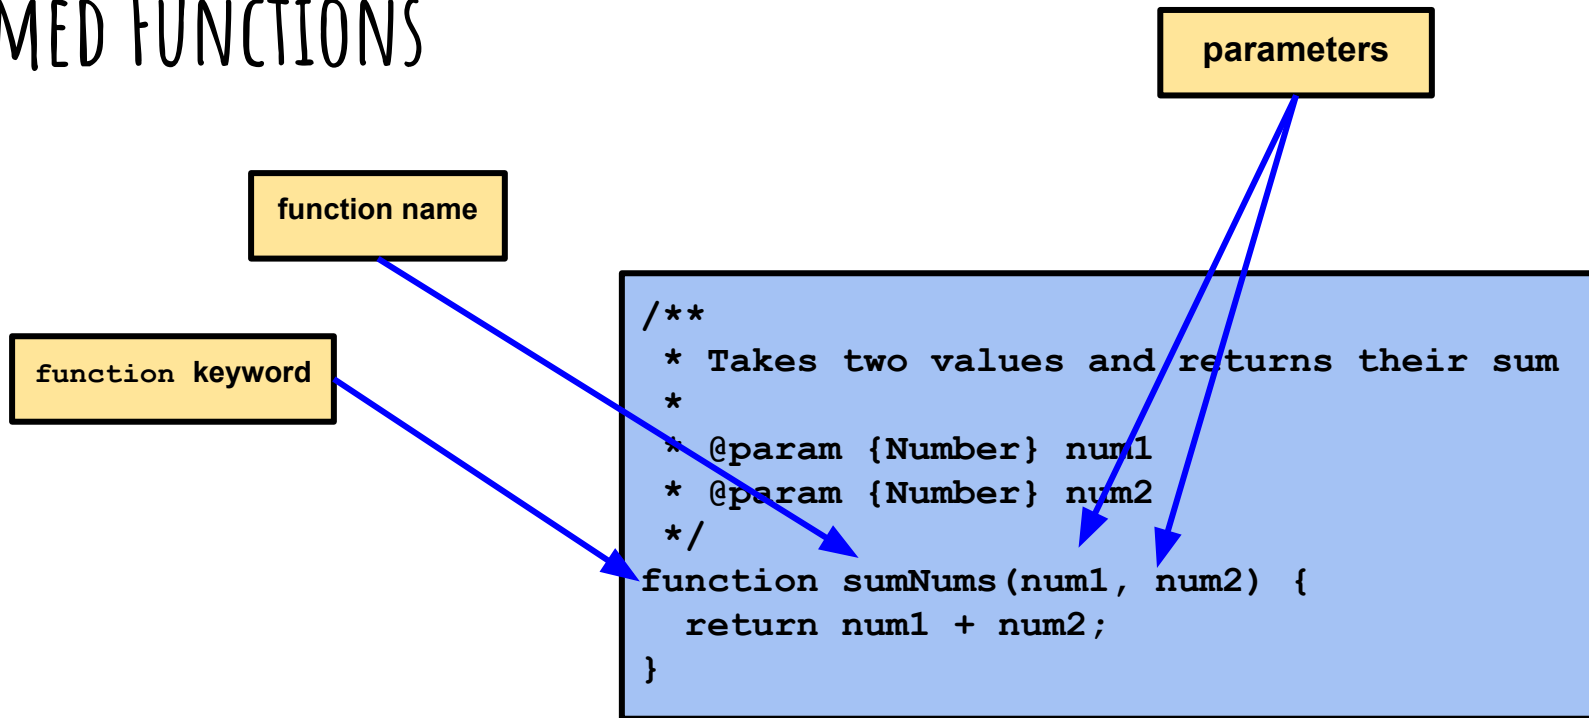 MED FUNCTIONS
parameters
function name
function keyword
/**
 * Takes two values and returns their sum
 *
 * @param {Number} num1
 * @param {Number} num2
 */
function sumNums(num1, num2) {
  return num1 + num2;
}